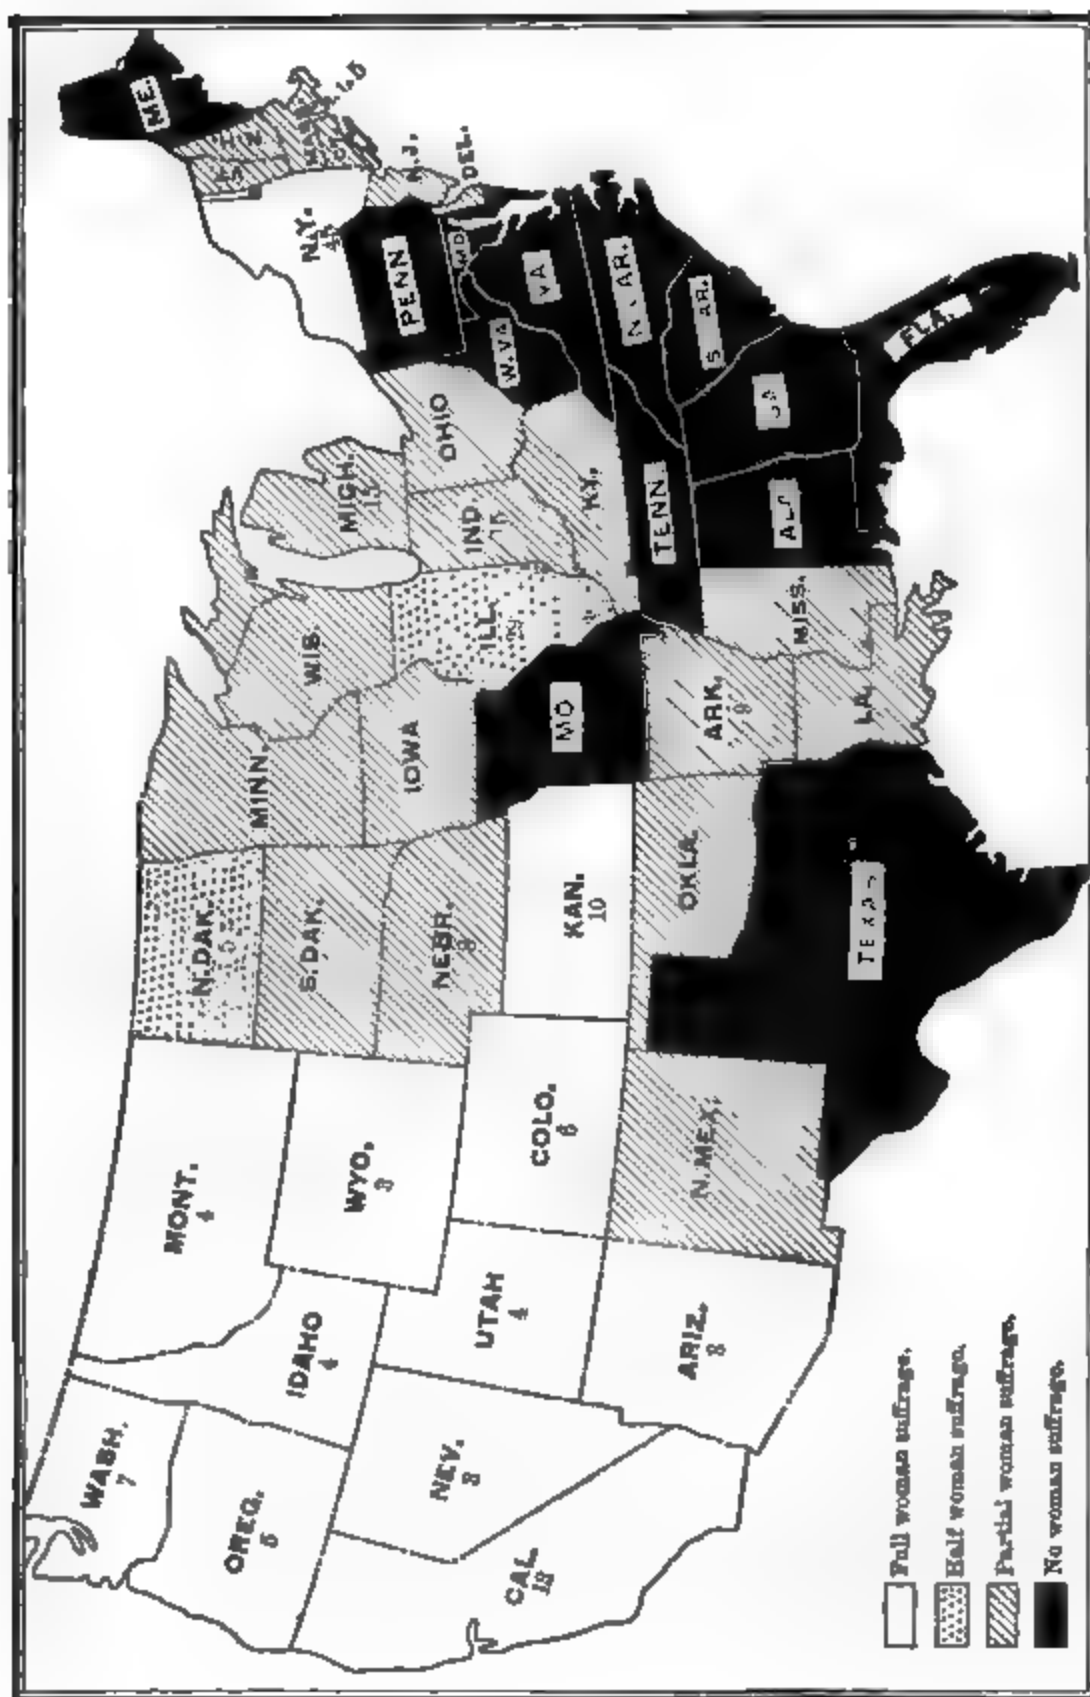 WASH.
7
OREG.
5
CAL.
13
NEV.
3
IDAHO
4
MONT.
4
WYO.
3
UTAH
4
ARIZ.
3
COLO.
6
N.MEX.
N.DAK.
S.DAK.
NEBR.
8
KAN.
10
OKLA.
TEXAS
MINN.
IOWA
MO
ARK.
9
LA.
WIS.
ILL.
29
MICH.
15
IND.
15
OHIO
KY.
TENN
MISS.
ALA
GA
FLA.
S. CAR.
N. CAR.
VA
W.VA
MD
PENN
DEL.
N.J.
N.Y.
45
ME.
Full woman suffrage.
Half woman suffrage.
Partial woman suffrage.
No woman suffrage.